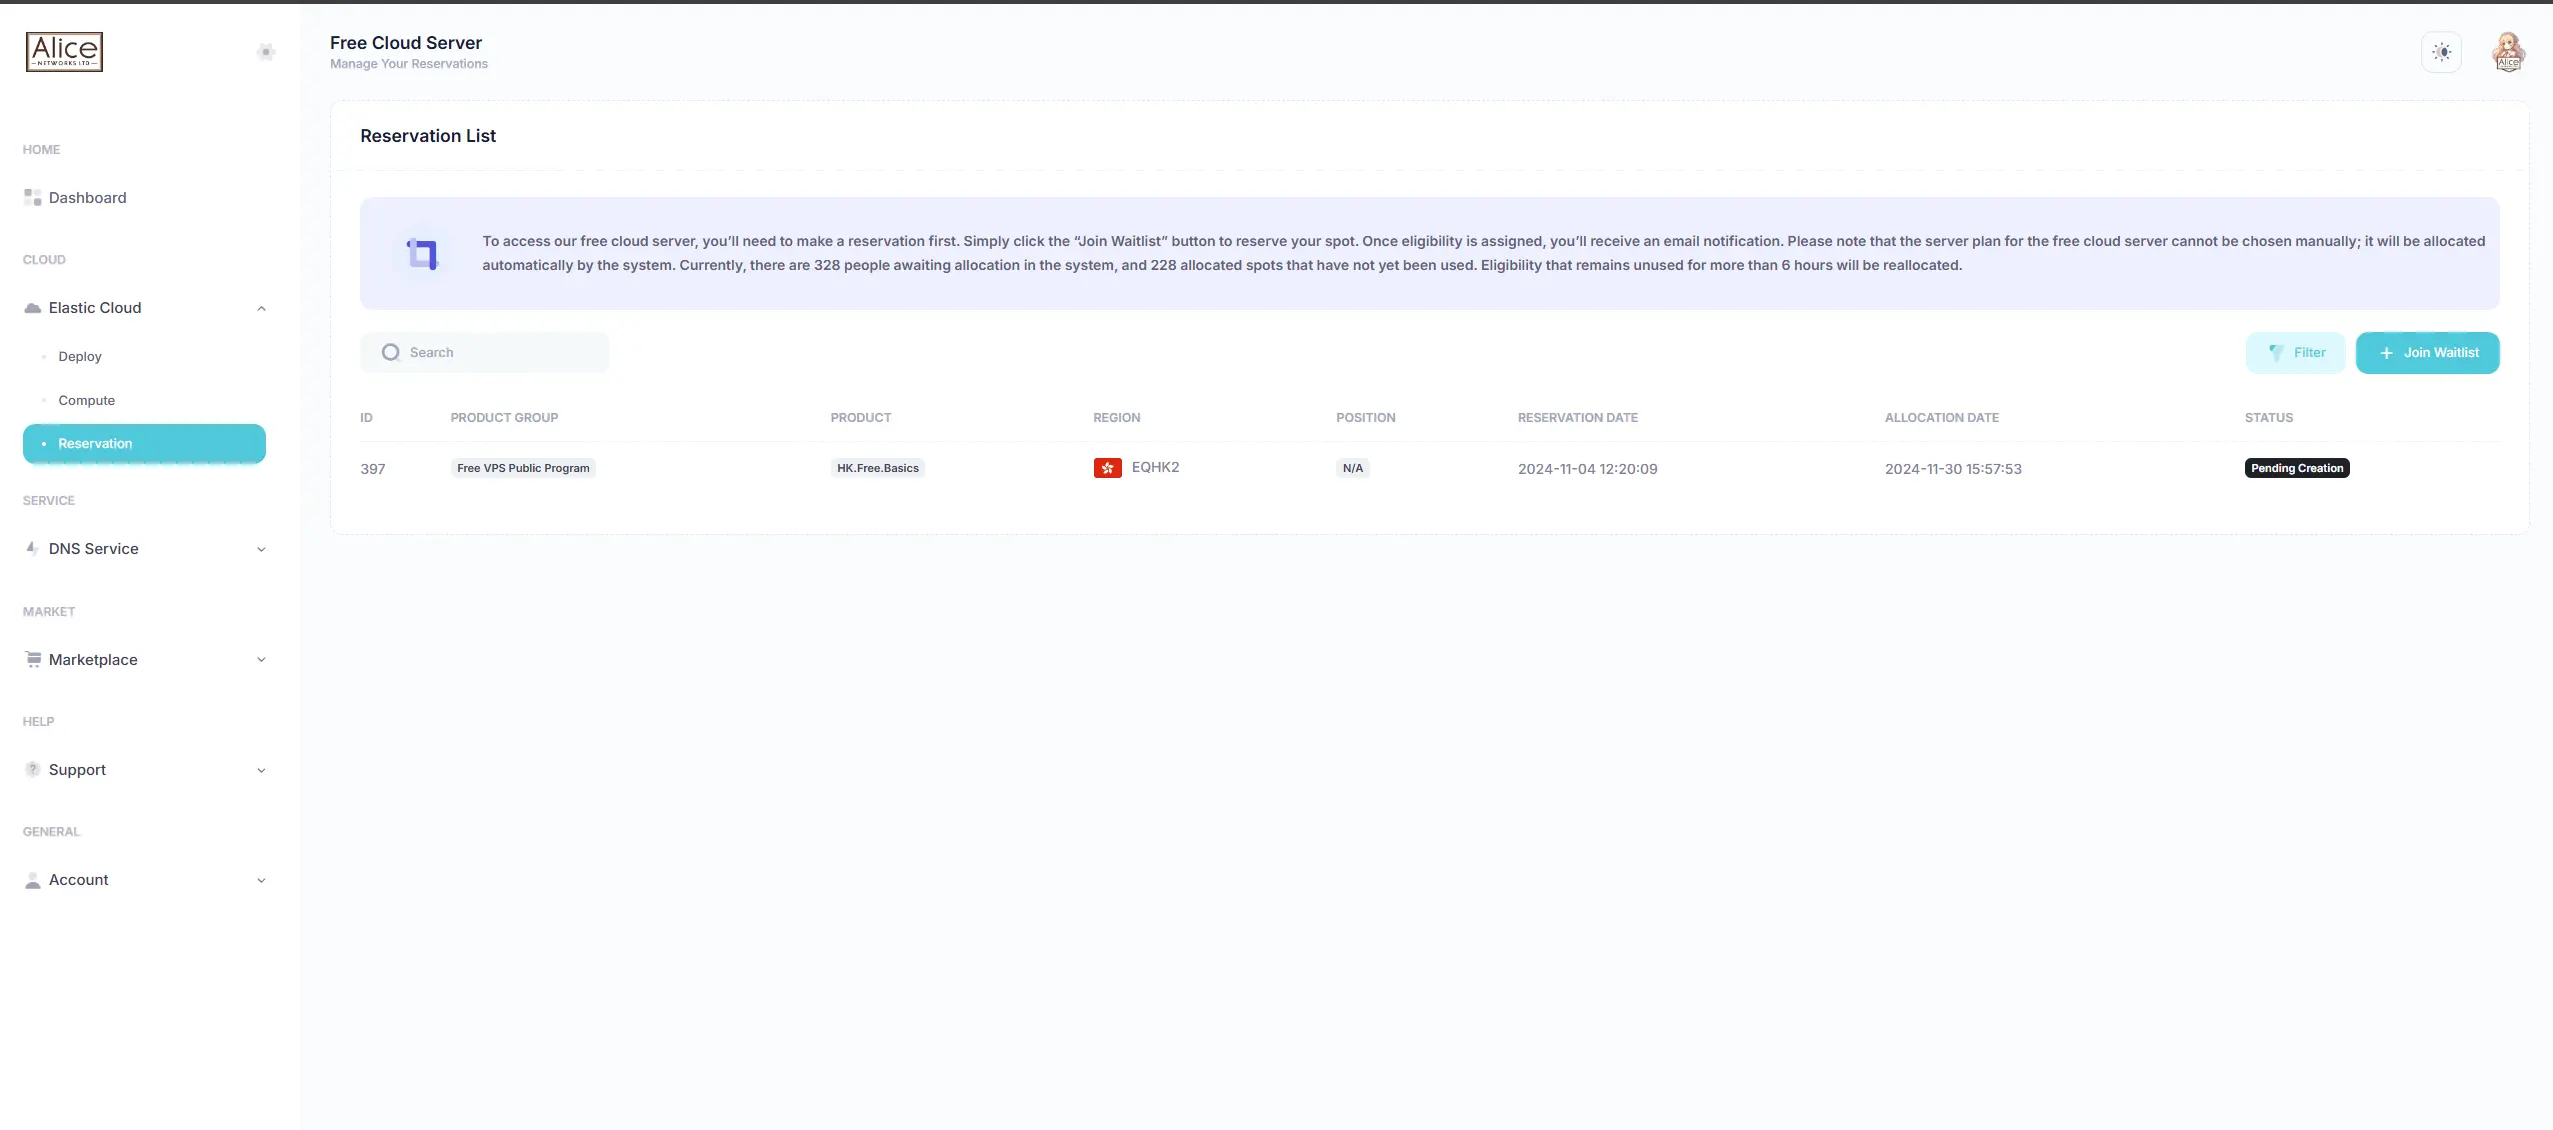 Alice
NETWORKS LTD
HOME
Dashboard
CLOUD
Elastic Cloud
Deploy
Compute
Reservation
SERVICE
DNS Service
MARKET
Marketplace
HELP
Support
GENERAL
Account
Free Cloud Server
Manage Your Reservations
Alice
Reservation List
To access our free cloud server, you’ll need to make a reservation first. Simply click the “Join Waitlist” button to reserve your spot. Once eligibility is assigned, you’ll receive an email notification. Please note that the server plan for the free cloud server cannot be chosen manually; it will be allocated
automatically by the system. Currently, there are 328 people awaiting allocation in the system, and 228 allocated spots that have not yet been used. Eligibility that remains unused for more than 6 hours will be reallocated.
Search
Filter
+ Join Waitlist
ID PRODUCT GROUP PRODUCT REGION POSITION RESERVATION DATE ALLOCATION DATE STATUS
397 Free VPS Public Program HK.Free.Basics EQHK2 N/A 2024-11-04 12:20:09 2024-11-30 15:57:53 Pending Creation